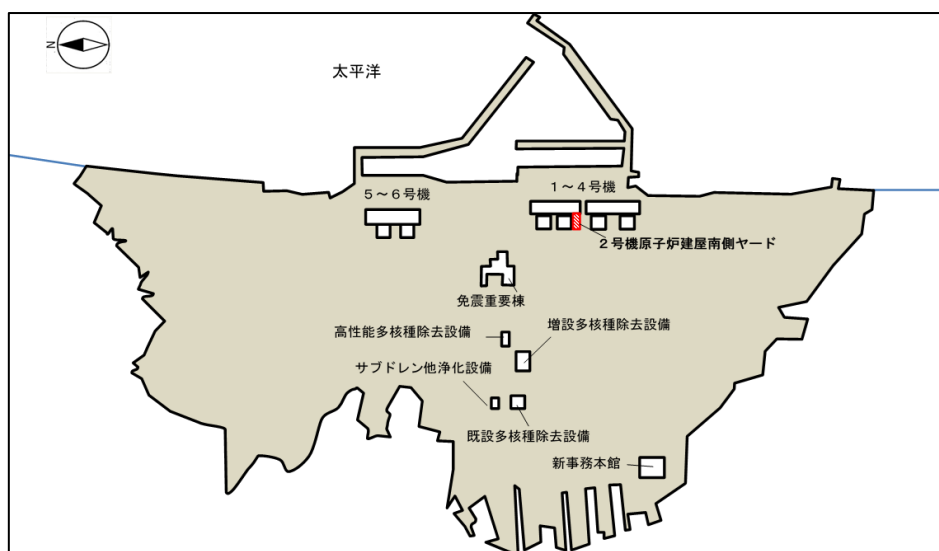 N
太平洋
５～６号機
１～４号機
２号機原子炉建屋南側ヤード
免震重要棟
高性能多核種除去設備
増設多核種除去設備
サブドレン他浄化設備
既設多核種除去設備
新事務本館